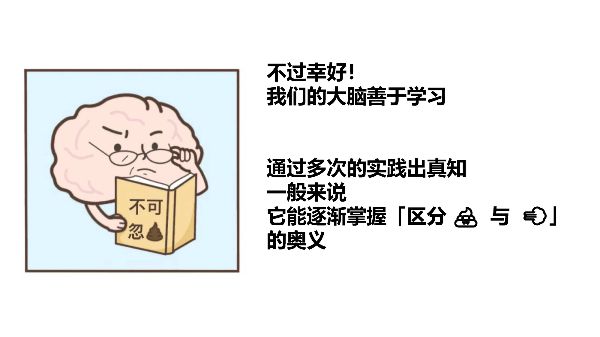 不可
忽💩
不过幸好!
我们的大脑善于学习
通过多次的实践出真知
一般来说
它能逐渐掌握「区分 💩 与 💨」
的奥义